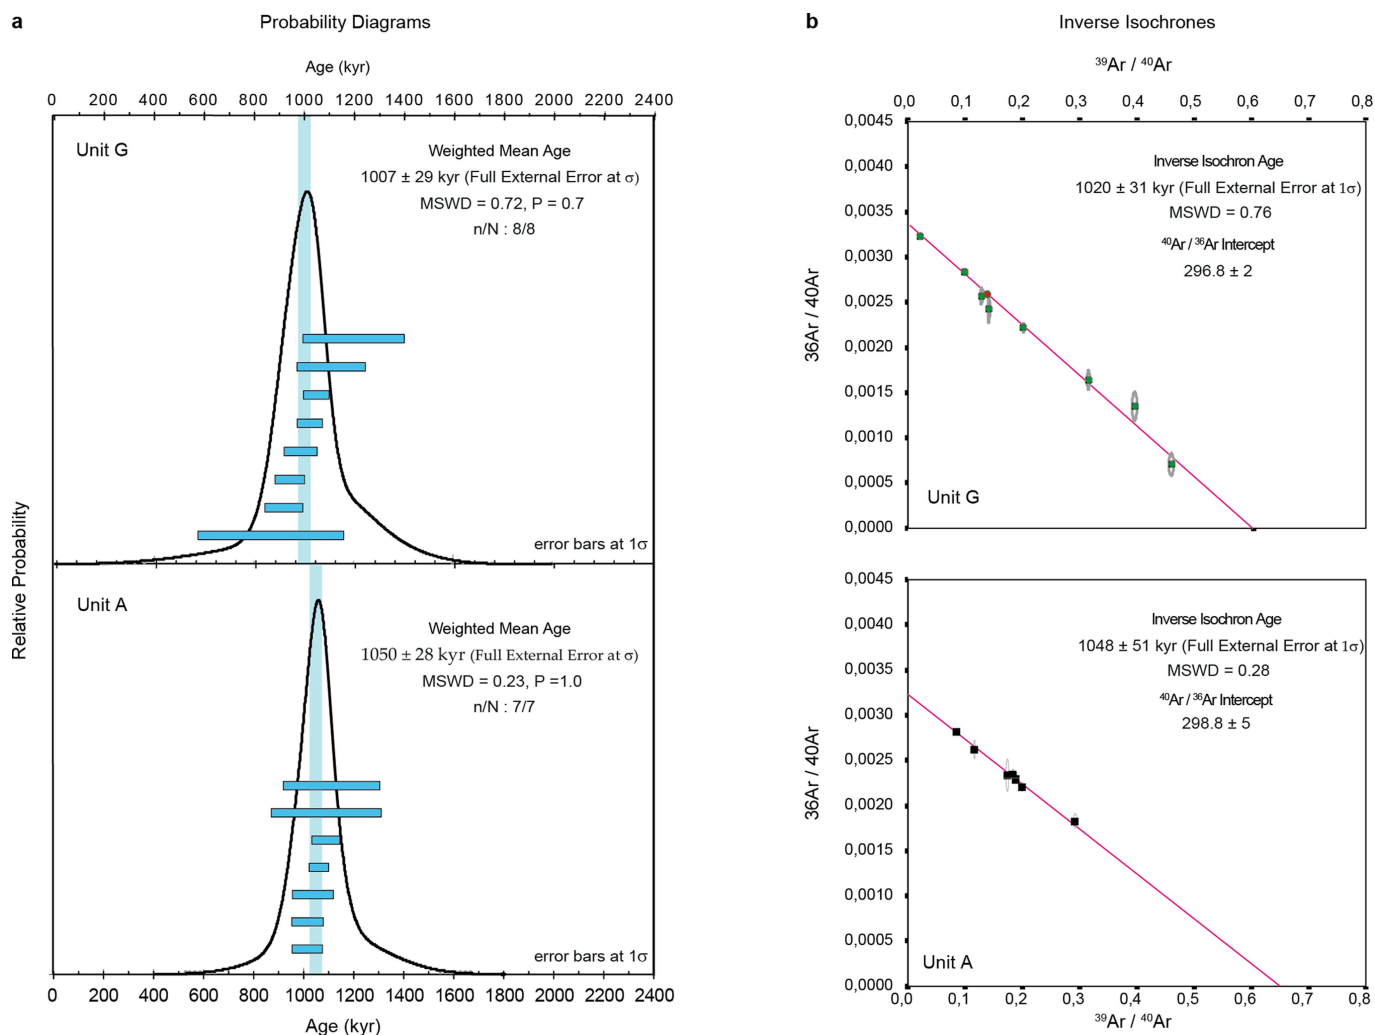 a
Probability Diagrams
Age (kyr)
0 200 400 600 800 1000 1200 1400 1600 1800 2000 2200 2400
Unit G
Weighted Mean Age
1007 ± 29 kyr (Full External Error at σ)
MSWD = 0.72, P = 0.7
n/N : 8/8
error bars at 1σ
Relative Probability
Unit A
Weighted Mean Age
1050 ± 28 kyr (Full External Error at σ)
MSWD = 0.23, P =1.0
n/N : 7/7
error bars at 1σ
0 200 400 600 800 1000 1200 1400 1600 1800 2000 2200 2400
Age (kyr)
b
Inverse Isochrones
³⁹Ar / ⁴⁰Ar
0,0 0,1 0,2 0,3 0,4 0,5 0,6 0,7 0,8
0,0045
0,0040
0,0035
0,0030
0,0025
0,0020
0,0015
0,0010
0,0005
0,0000
36Ar / 40Ar
Inverse Isochron Age
1020 ± 31 kyr (Full External Error at 1σ)
MSWD = 0.76
⁴⁰Ar / ³⁶Ar Intercept
296.8 ± 2
Unit G
0,0045
0,0040
0,0035
0,0030
0,0025
0,0020
0,0015
0,0010
0,0005
0,0000
36Ar / 40Ar
Inverse Isochron Age
1048 ± 51 kyr (Full External Error at 1σ)
MSWD = 0.28
⁴⁰Ar / ³⁶Ar Intercept
298.8 ± 5
Unit A
0,0 0,1 0,2 0,3 0,4 0,5 0,6 0,7 0,8
³⁹Ar / ⁴⁰Ar